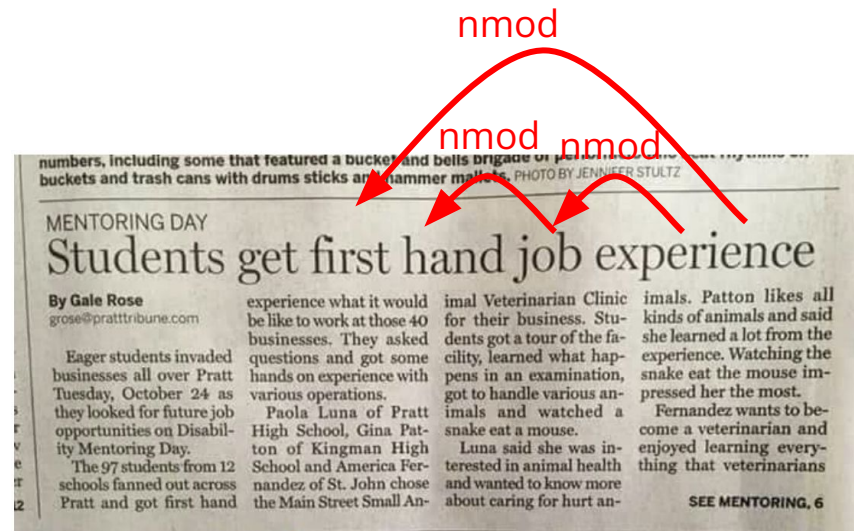 nmod
nmod nmod
numbers, including some that featured a bucket and bells brigade of
buckets and trash cans with drums sticks and hammer mallets. PHOTO BY JENNIFER STULTZ
MENTORING DAY
Students get first hand job experience
By Gale Rose
grose@pratttribune.com
Eager students invaded
businesses all over Pratt
Tuesday, October 24 as
they looked for future job
opportunities on Disabil-
ity Mentoring Day.
The 97 students from 12
schools fanned out across
Pratt and got first hand
experience what it would
be like to work at those 40
businesses. They asked
questions and got some
hands on experience with
various operations.
Paola Luna of Pratt
High School, Gina Pat-
ton of Kingman High
School and America Fer-
nandez of St. John chose
the Main Street Small An-
imal Veterinarian Clinic
for their business. Stu-
dents got a tour of the fa-
cility, learned what hap-
pens in an examination,
got to handle various an-
imals and watched a
snake eat a mouse.
Luna said she was in-
terested in animal health
and wanted to know more
about caring for hurt an-
imals. Patton likes all
kinds of animals and said
she learned a lot from the
experience. Watching the
snake eat the mouse im-
pressed her the most.
Fernandez wants to be-
come a veterinarian and
enjoyed learning every-
thing that veterinarians
SEE MENTORING, 6